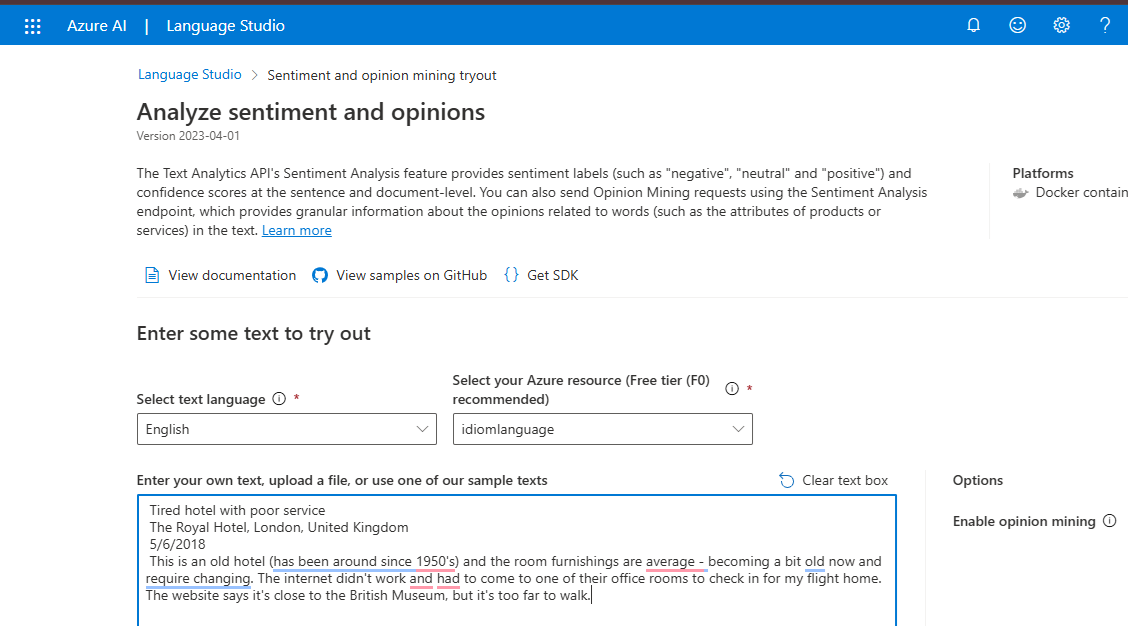 Azure AI | Language Studio
Language Studio > Sentiment and opinion mining tryout
Analyze sentiment and opinions
Version 2023-04-01
The Text Analytics API's Sentiment Analysis feature provides sentiment labels (such as "negative", "neutral" and "positive") and
confidence scores at the sentence and document-level. You can also send Opinion Mining requests using the Sentiment Analysis
endpoint, which provides granular information about the opinions related to words (such as the attributes of products or
services) in the text. Learn more
Platforms
Docker contain
View documentation
View samples on GitHub
{} Get SDK
Enter some text to try out
Select text language *
English
Select your Azure resource (Free tier (F0)
recommended) *
idiomlanguage
Enter your own text, upload a file, or use one of our sample texts
Clear text box
Tired hotel with poor service
The Royal Hotel, London, United Kingdom
5/6/2018
This is an old hotel (has been around since 1950's) and the room furnishings are average - becoming a bit old now and
require changing. The internet didn't work and had to come to one of their office rooms to check in for my flight home.
The website says it's close to the British Museum, but it's too far to walk.
Options
Enable opinion mining